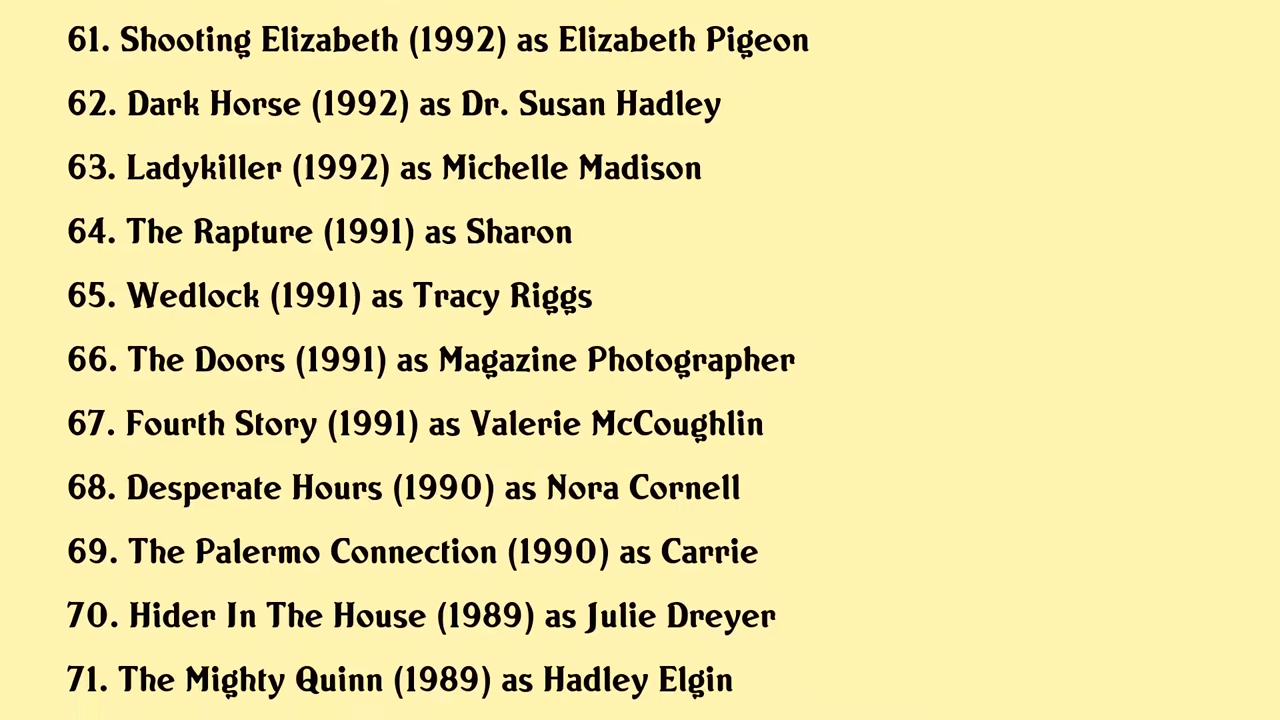 61. Shooting Elizabeth (1992) as Elizabeth Pigeon
62. Dark Horse (1992) as Dr. Susan Hadley
63. Ladykiller (1992) as Michelle Madison
64. The Rapture (1991) as Sharon
65. Wedlock (1991) as Tracy Riggs
66. The Doors (1991) as Magazine Photographer
67. Fourth Story (1991) as Valerie McCoughlin
68. Desperate Hours (1990) as Nora Cornell
69. The Palermo Connection (1990) as Carrie
70. Hider In The House (1989) as Julie Dreyer
71. The Mighty Quinn (1989) as Hadley Elgin